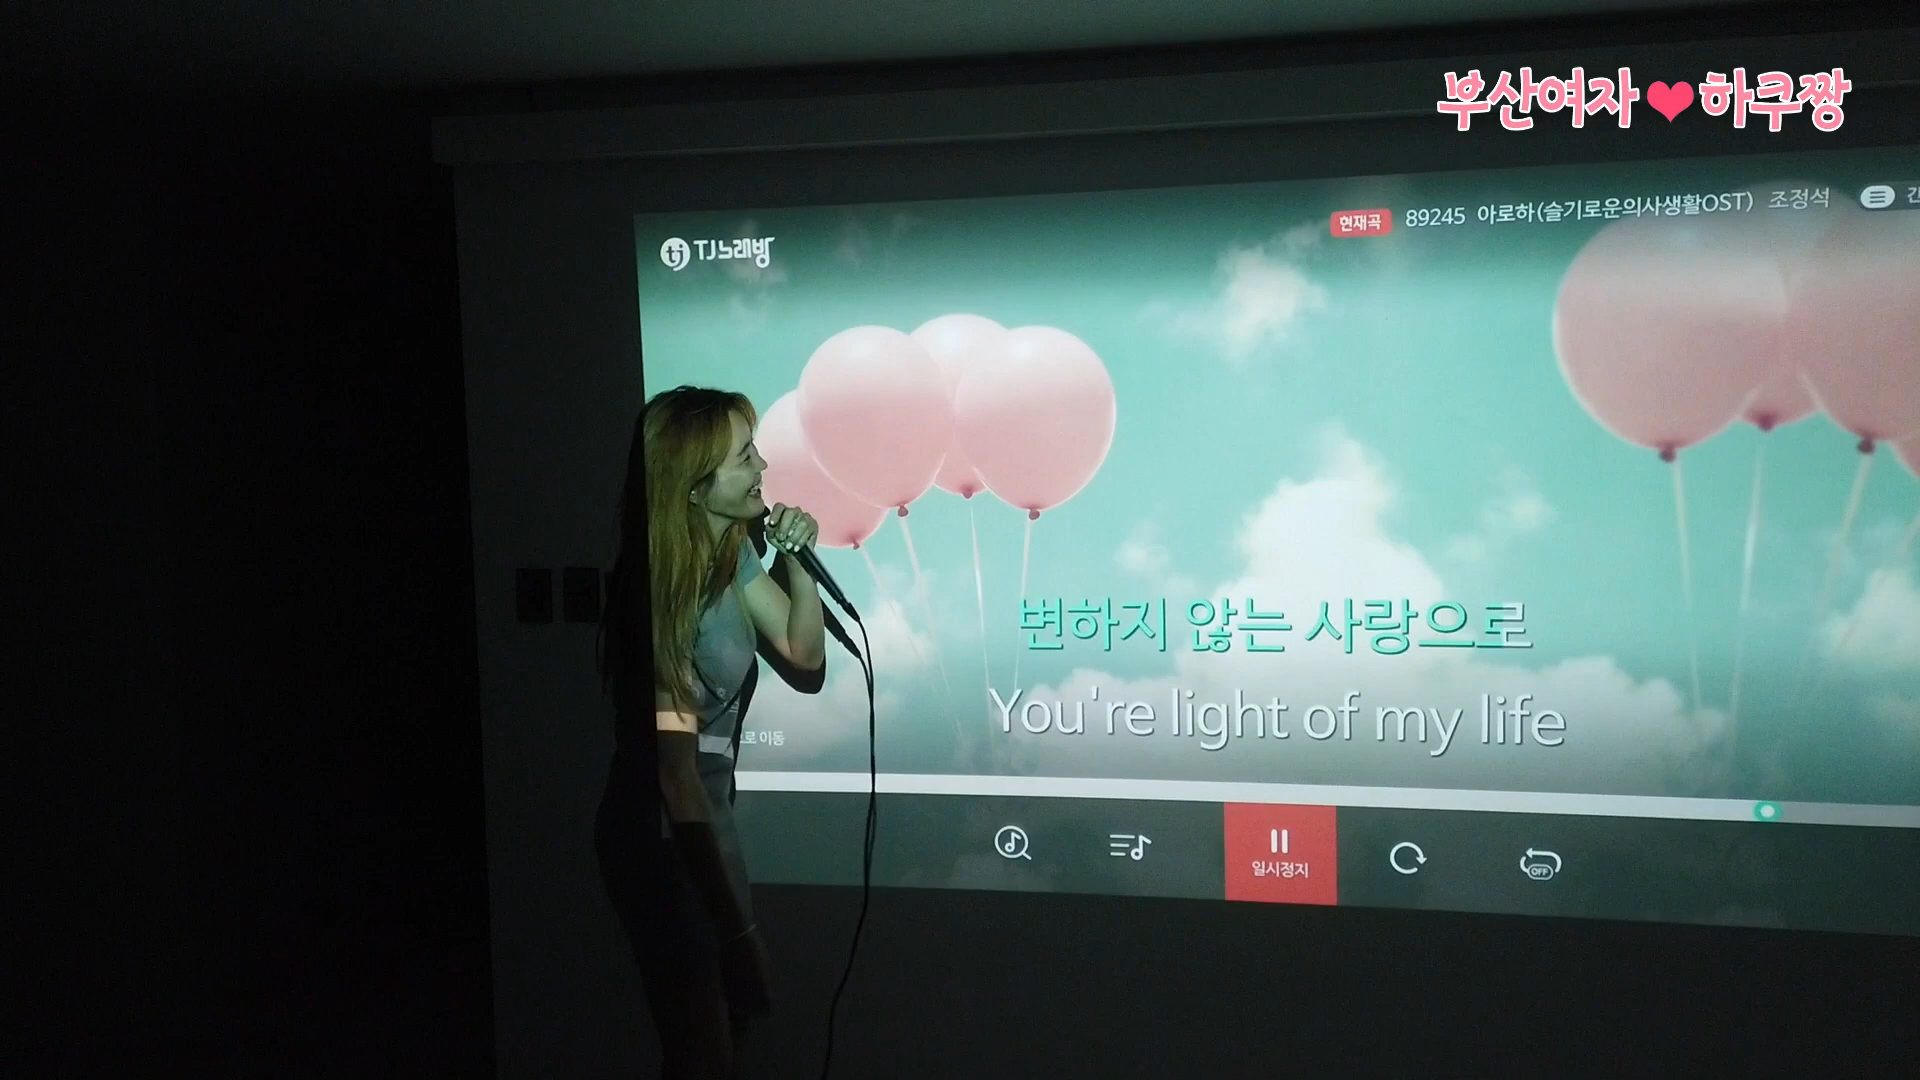 부산여자❤하쿠짱
TJ노래방
현재곡 89245 아로하(슬기로운의사생활OST) 조정석
변하지 않는 사랑으로
You're light of my life
로 이동
일시정지
OFF